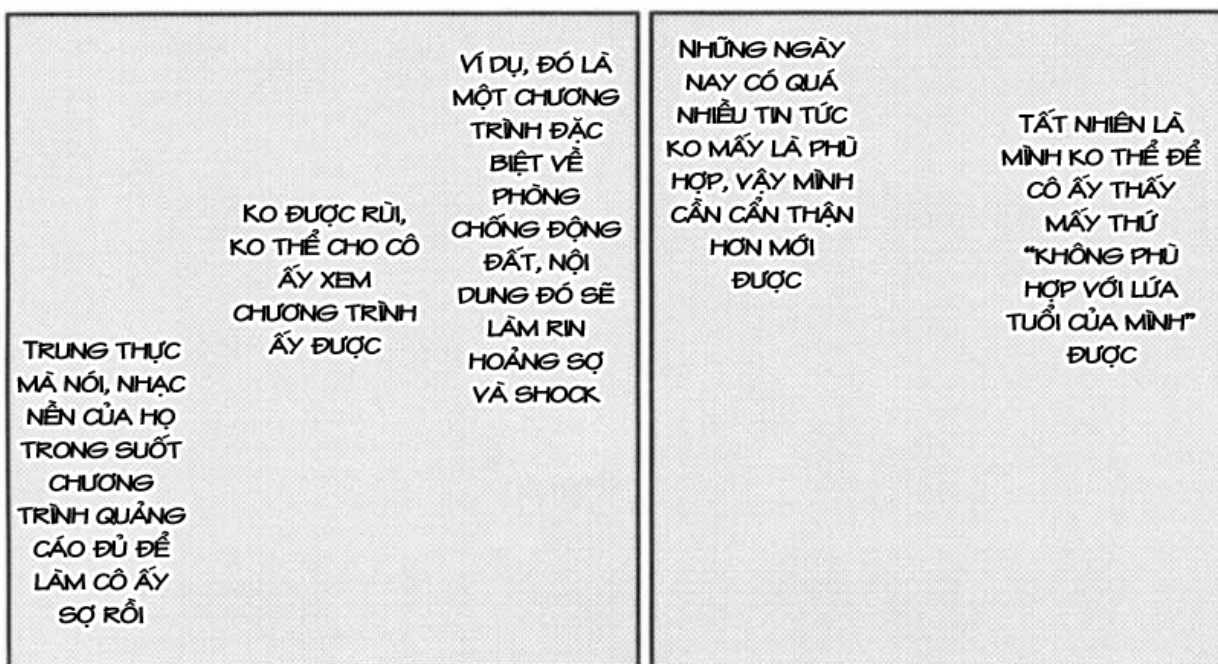 TẤT NHIÊN LÀ
MÌNH KO THỂ ĐỂ
CÔ ẤY THẤY
MẤY THỨ
“KHÔNG PHÙ
HỢP VỚI LỨA
TUỔI CỦA MÌNH”
ĐƯỢC
NHỮNG NGÀY
NAY CÓ QUÁ
NHIỀU TIN TỨC
KO MẤY LÀ PHÙ
HỢP, VẬY MÌNH
CẦN CẨN THẬN
HƠN MỚI
ĐƯỢC
VÍ DỤ, ĐÓ LÀ
MỘT CHƯƠNG
TRÌNH ĐẶC
BIỆT VỀ
PHÒNG
CHỐNG ĐỘNG
ĐẤT, NỘI
DUNG ĐÓ SẼ
LÀM RIN
HOẢNG SỢ
VÀ SHOCK
KO ĐƯỢC RÙI,
KO THỂ CHO CÔ
ẤY XEM
CHƯƠNG TRÌNH
ẤY ĐƯỢC
TRUNG THỰC
MÀ NÓI, NHẠC
NỀN CỦA HỌ
TRONG SUỐT
CHƯƠNG
TRÌNH QUẢNG
CÁO ĐỦ ĐỂ
LÀM CÔ ẤY
SỢ RỒI